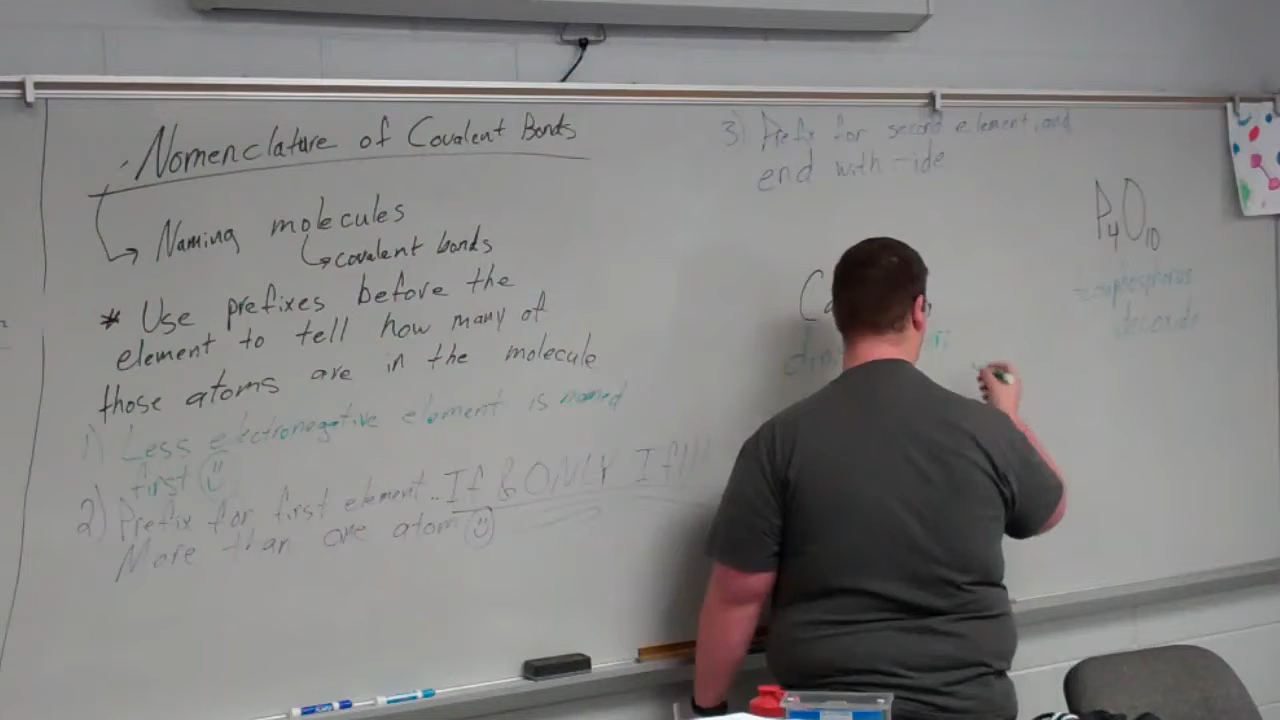 Nomenclature of Covalent Bonds
Naming molecules
covalent bonds
* Use prefixes before the
element to tell how many of
those atoms are in the molecule
1) Less electronegative element is named
first
2) Prefix for first element.. If & ONLY If!!!
More than one atom
3) Prefix for second element, and
end with -ide
P4O10
decoxide